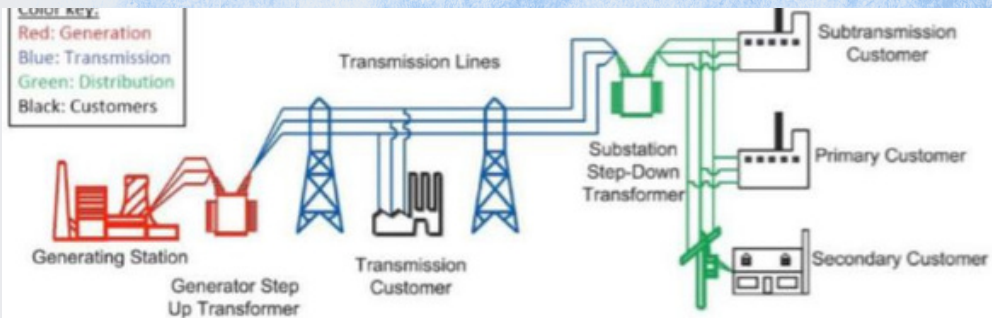 Color key:
Red: Generation
Blue: Transmission
Green: Distribution
Black: Customers
Transmission Lines
Subtransmission
Customer
Substation
Step-Down
Transformer
Primary Customer
Generating Station
Generator Step
Up Transformer
Transmission
Customer
Secondary Customer